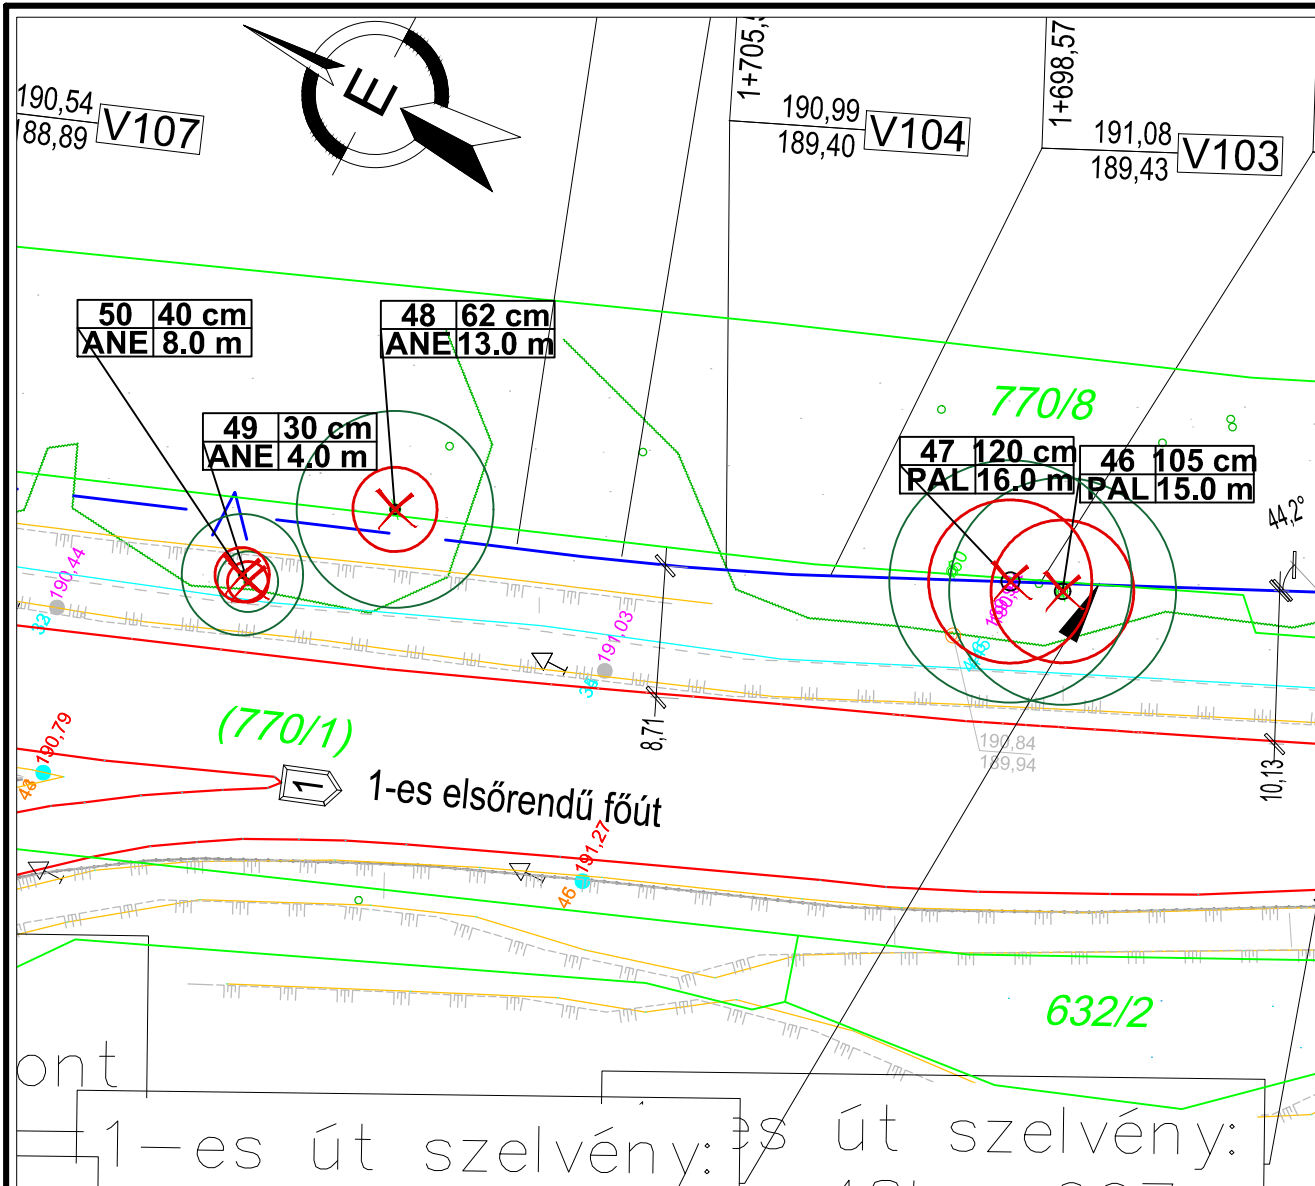 É
190,54
188,89
V107
1+705,5
190,99
189,40
V104
1+698,57
191,08
189,43
V103
50 40 cm
ANE 8.0 m
48 62 cm
ANE 13.0 m
49 30 cm
ANE 4.0 m
770/8
47 120 cm
PAL 16.0 m
46 105 cm
PAL 15.0 m
44,2°
190,44
191,03
8,71
190,84
189,94
10,13
(770/1)
190,79
1
1-es elsőrendű főút
191,27
46
632/2
ont
1-es út szelvény:
es út szelvény: